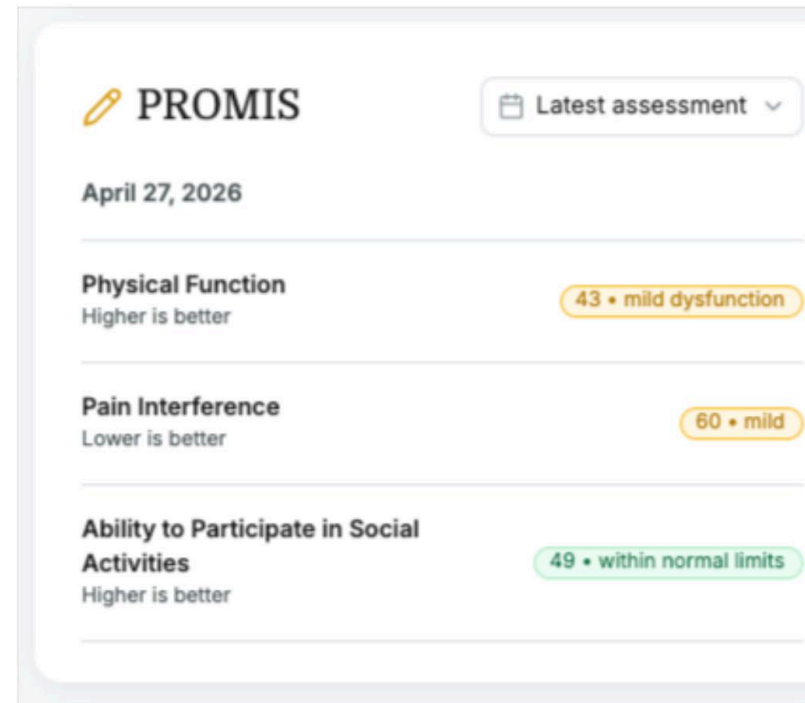 PROMIS
Latest assessment
April 27, 2026
Physical Function
Higher is better
43 • mild dysfunction
Pain Interference
Lower is better
60 • mild
Ability to Participate in Social
Activities
Higher is better
49 • within normal limits